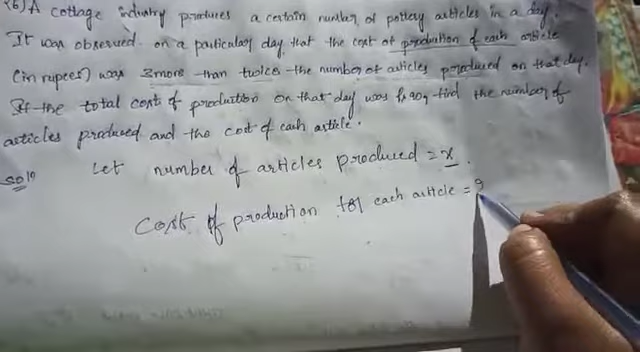 (6) A cottage industry produces a certain number of pottery articles in a day.
It was observed on a particular day that the cost of production of each article
(in rupees) was 3 more than twice the number of articles produced on that day.
If the total cost of production on that day was Rs 90, find the number of
articles produced and the cost of each article.
Soln Let number of articles produced = x.
Cost of production for each article =